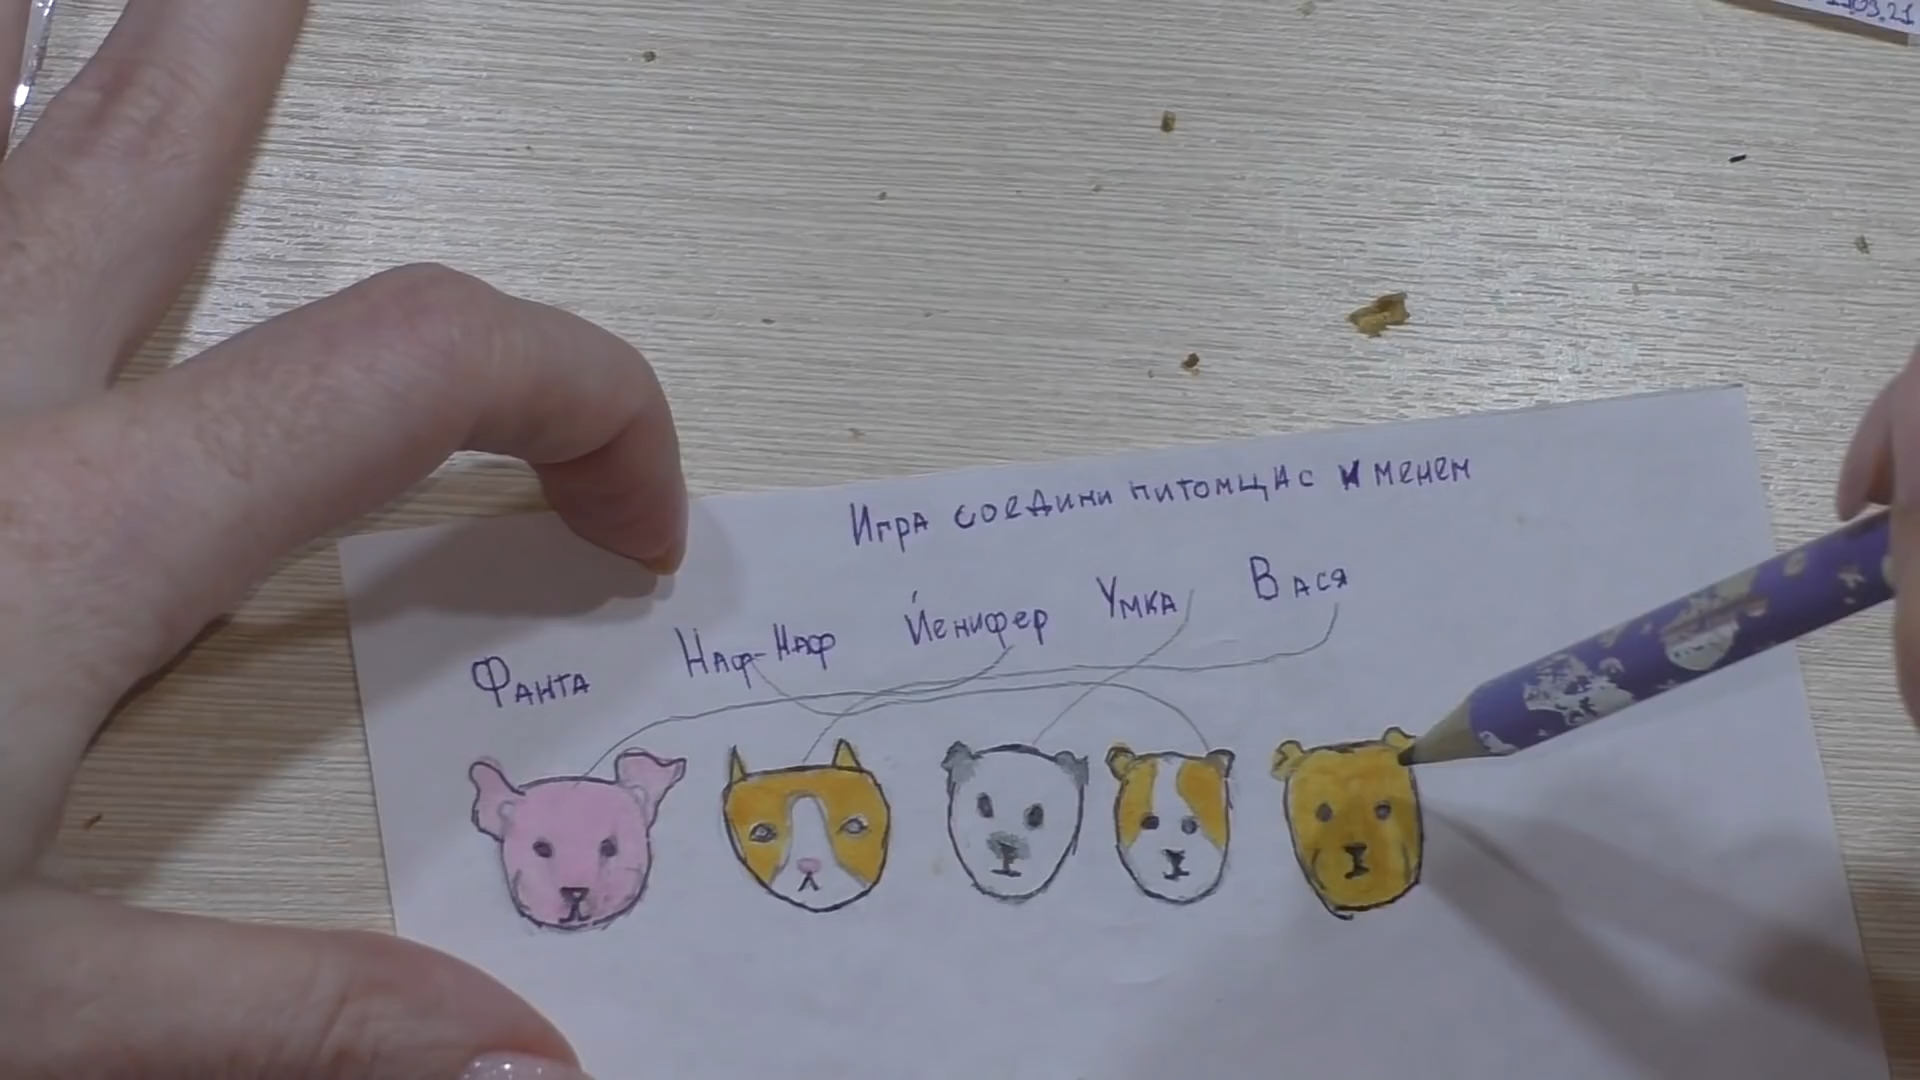 Игра соедини питомца с именем
Фанта Наф-Наф Йенифер Умка Вася